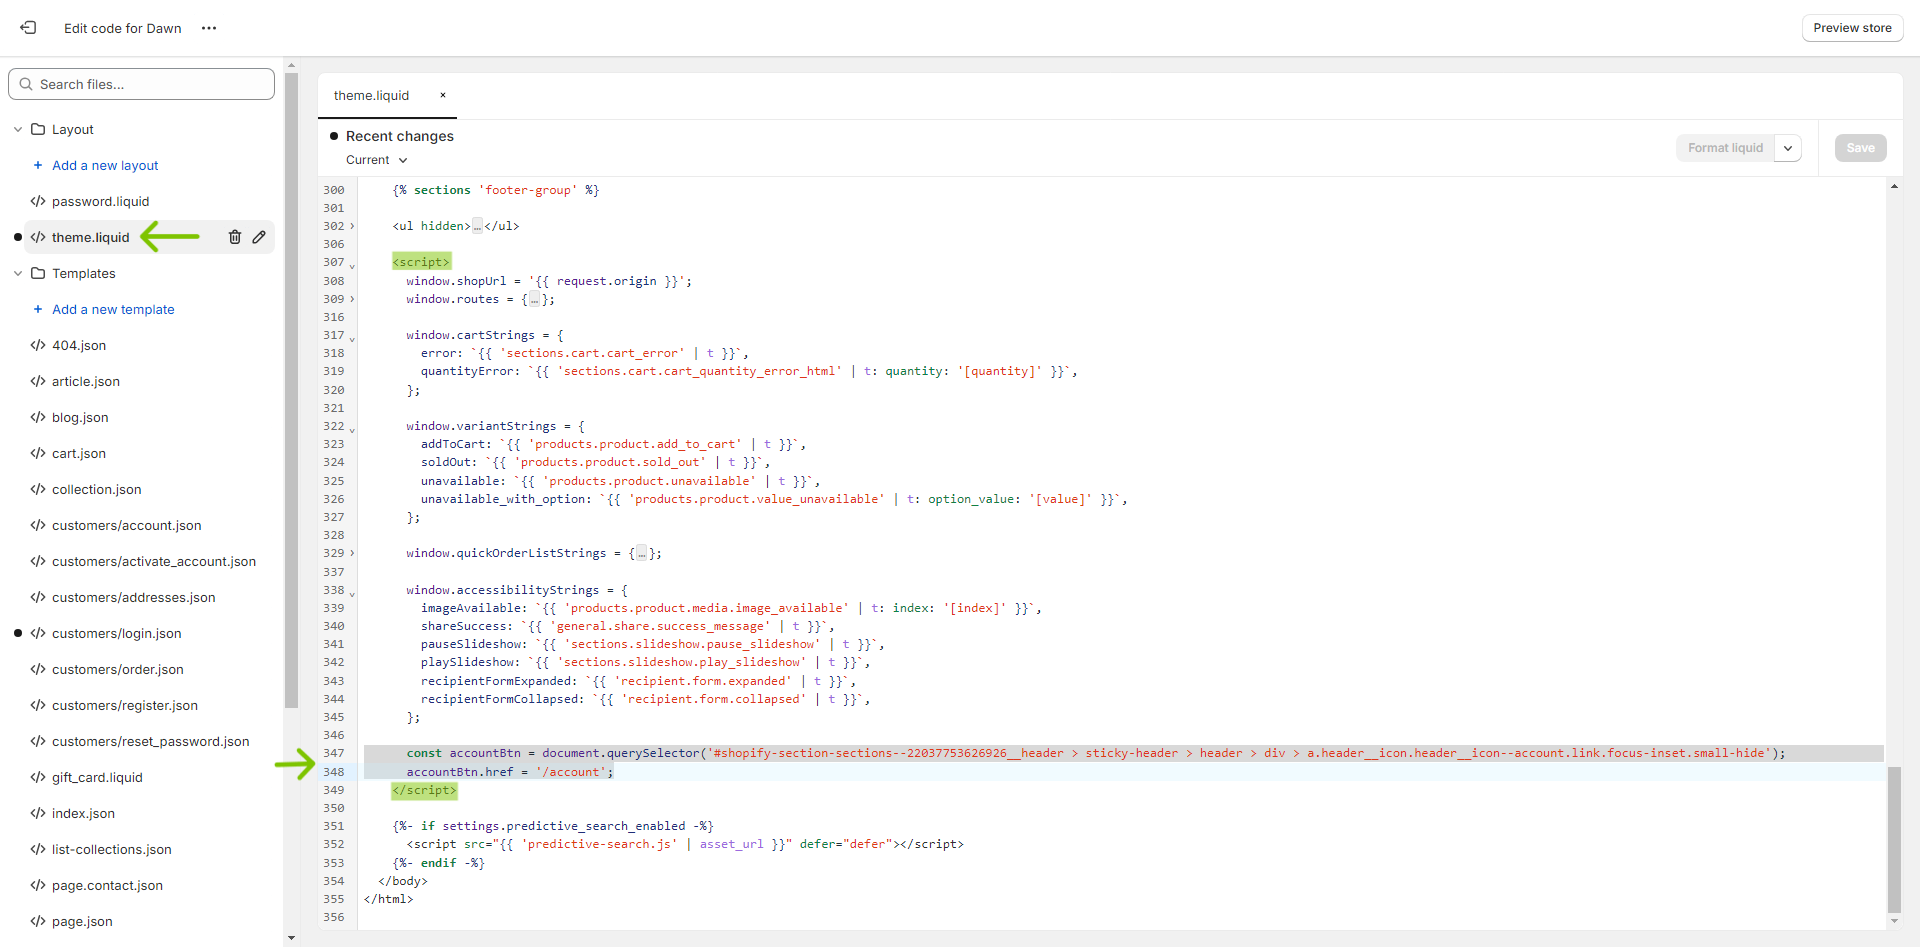 Edit code for Dawn
Preview store
Search files...
Layout
+ Add a new layout
</> password.liquid
</> theme.liquid
Templates
+ Add a new template
</> 404.json
</> article.json
</> blog.json
</> cart.json
</> collection.json
</> customers/account.json
</> customers/activate_account.json
</> customers/addresses.json
</> customers/login.json
</> customers/order.json
</> customers/register.json
</> customers/reset_password.json
</> gift_card.liquid
</> index.json
</> list-collections.json
</> page.contact.json
</> page.json
theme.liquid ×
Recent changes
Current
Format liquid
Save
300 {% sections 'footer-group' %}
301
302 <ul hidden>…</ul>
306
307 <script>
308 window.shopUrl = '{{ request.origin }}';
309 window.routes = {…};
316
317 window.cartStrings = {
318 error: `{{ 'sections.cart.cart_error' | t }}`,
319 quantityError: `{{ 'sections.cart.cart_quantity_error_html' | t: quantity: '[quantity]' }}`,
320 };
321
322 window.variantStrings = {
323 addToCart: `{{ 'products.product.add_to_cart' | t }}`,
324 soldOut: `{{ 'products.product.sold_out' | t }}`,
325 unavailable: `{{ 'products.product.unavailable' | t }}`,
326 unavailable_with_option: `{{ 'products.product.value_unavailable' | t: option_value: '[value]' }}`,
327 };
328
329 window.quickOrderListStrings = {…};
337
338 window.accessibilityStrings = {
339 imageAvailable: `{{ 'products.product.media.image_available' | t: index: '[index]' }}`,
340 shareSuccess: `{{ 'general.share.success_message' | t }}`,
341 pauseSlideshow: `{{ 'sections.slideshow.pause_slideshow' | t }}`,
342 playSlideshow: `{{ 'sections.slideshow.play_slideshow' | t }}`,
343 recipientFormExpanded: `{{ 'recipient.form.expanded' | t }}`,
344 recipientFormCollapsed: `{{ 'recipient.form.collapsed' | t }}`,
345 };
346
347 const accountBtn = document.querySelector('#shopify-section-sections--22037753626926__header > sticky-header > header > div > a.header__icon.header__icon--account.link.focus-inset.small-hide');
348 accountBtn.href = '/account';
349 </script>
350
351 {%- if settings.predictive_search_enabled -%}
352 <script src="{{ 'predictive-search.js' | asset_url }}" defer="defer"></script>
353 {%- endif -%}
354 </body>
355 </html>
356